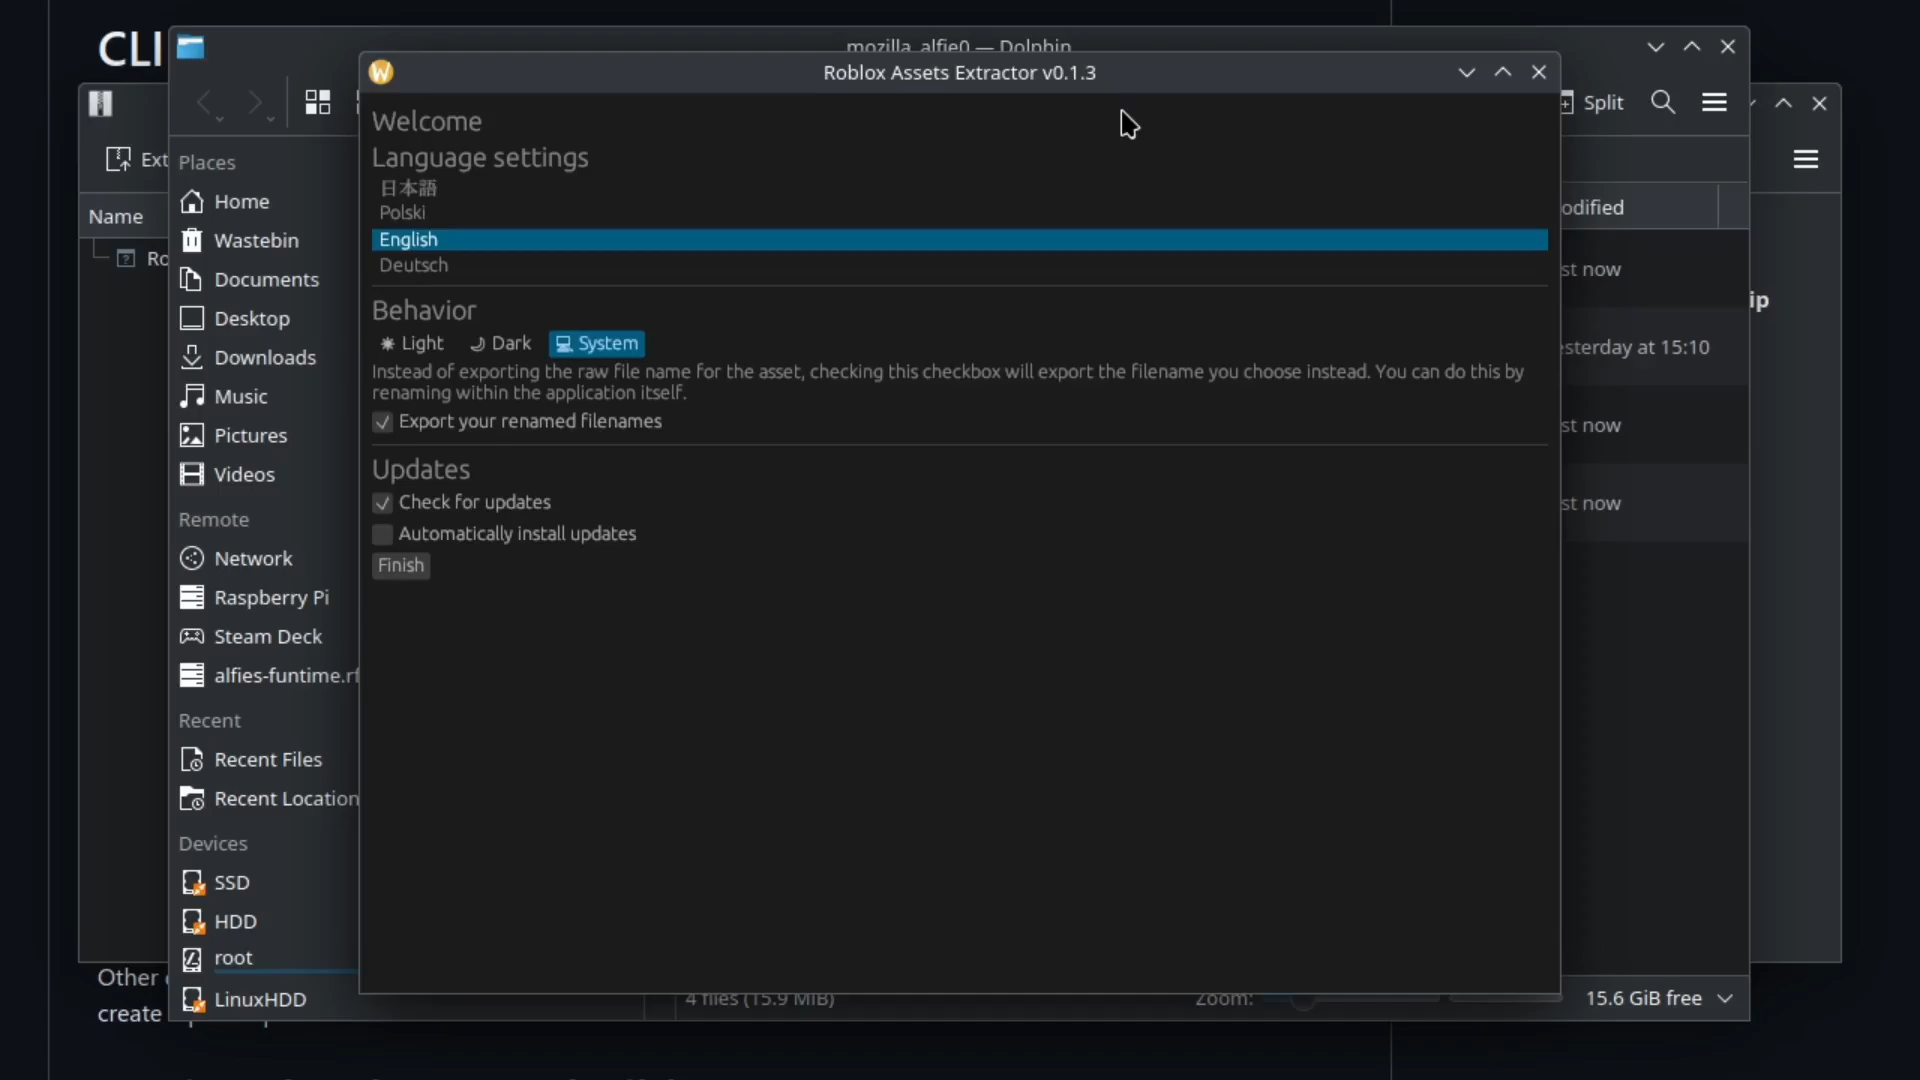 CLI
mozilla_alfie0 — Dolphin
Roblox Assets Extractor v0.1.3
Split
Ext
Name
Ro
Places
Home
Wastebin
Documents
Desktop
Downloads
Music
Pictures
Videos
Remote
Network
Raspberry Pi
Steam Deck
alfies-funtime.rf
Recent
Recent Files
Recent Location
Devices
SSD
HDD
root
LinuxHDD
Welcome
Language settings
日本語
Polski
English
Deutsch
Behavior
Light Dark System
Instead of exporting the raw file name for the asset, checking this checkbox will export the filename you choose instead. You can do this by
renaming within the application itself.
Export your renamed filenames
Updates
Check for updates
Automatically install updates
Finish
odified
st now
esterday at 15:10
st now
st now
ip
4 files (15.9 MiB)
Zoom:
15.6 GiB free
Other
create